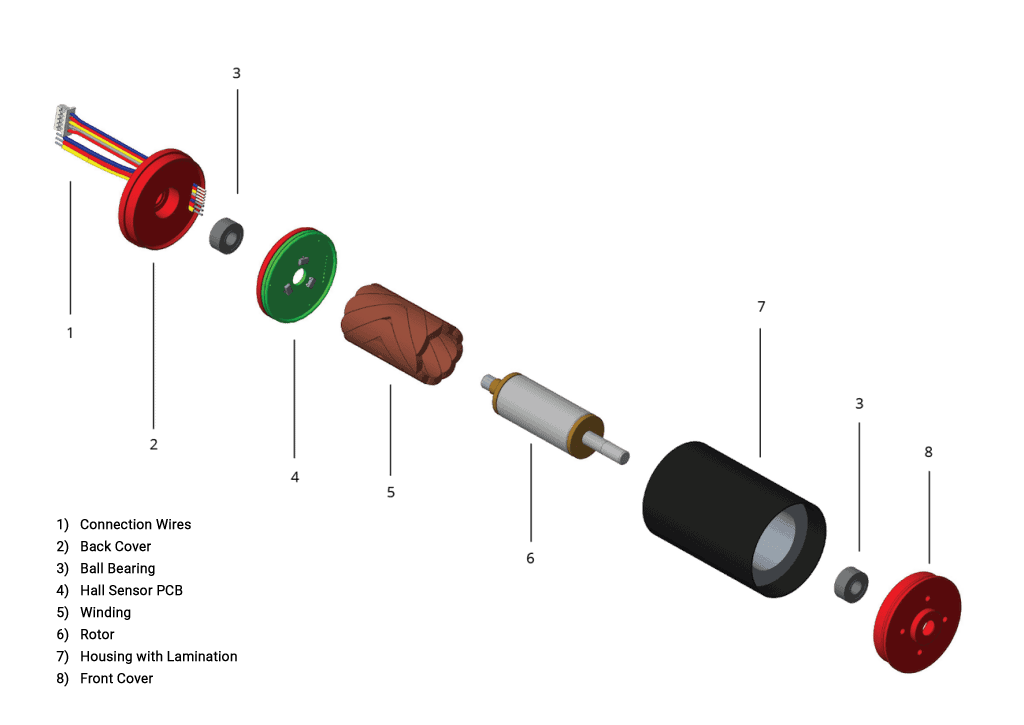 3
1
2
4
5
6
7
3
8
1) Connection Wires
2) Back Cover
3) Ball Bearing
4) Hall Sensor PCB
5) Winding
6) Rotor
7) Housing with Lamination
8) Front Cover